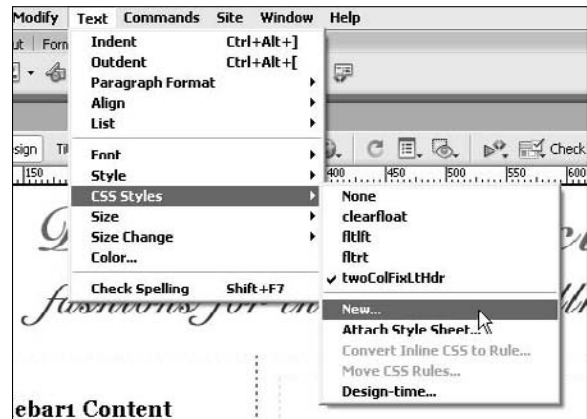 Modify Text Commands Site Window Help
Indent Ctrl+Alt+]
Outdent Ctrl+Alt+[
Paragraph Format
Align
List
Font
Style
CSS Styles
Size
Size Change
Color...
Check Spelling Shift+F7
Check
150 400 450 500 550 600
None
clearfloat
fltlft
fltrt
✓ twoColFixLtHdr
New...
Attach Style Sheet...
Convert Inline CSS to Rule...
Move CSS Rules...
Design-time...
fashions for
ebar1 Content